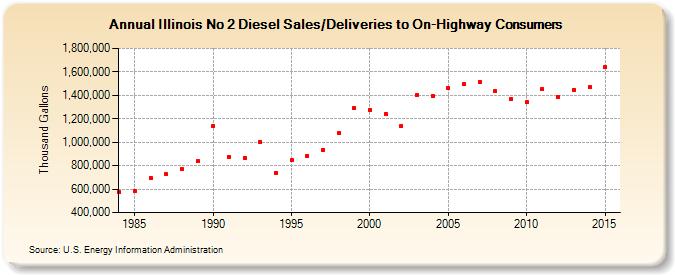 Annual Illinois No 2 Diesel Sales/Deliveries to On-Highway Consumers
Thousand Gallons
1,800,000
1,600,000
1,400,000
1,200,000
1,000,000
800,000
600,000
400,000
1985 1990 1995 2000 2005 2010 2015
Source: U.S. Energy Information Administration